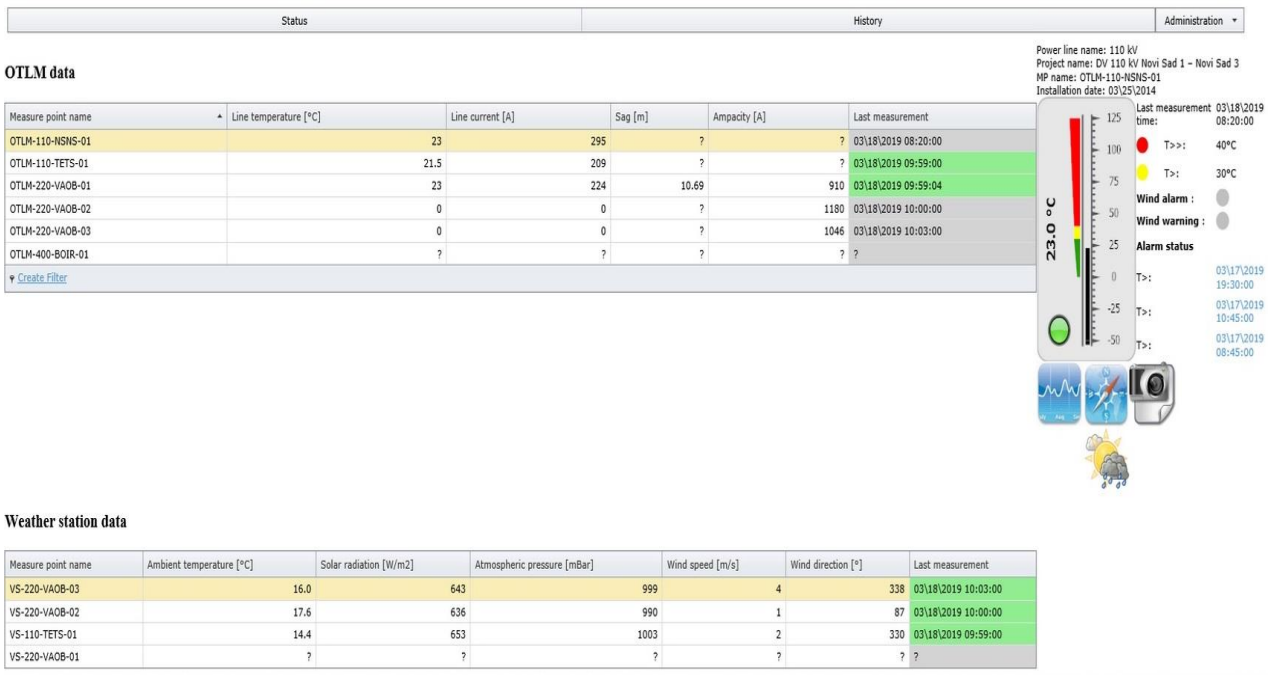 Status History Administration
OTLM data
Measure point name Line temperature [°C] Line current [A] Sag [m] Ampacity [A] Last measurement
OTLM-110-NSNS-01 23 295 ? ? 03\18\2019 08:20:00
OTLM-110-TETS-01 21.5 209 ? ? 03\18\2019 09:59:00
OTLM-220-VAOB-01 23 224 10.69 910 03\18\2019 09:59:04
OTLM-220-VAOB-02 0 0 ? 1180 03\18\2019 10:00:00
OTLM-220-VAOB-03 0 0 ? 1046 03\18\2019 10:03:00
OTLM-400-BOIR-01 ? ? ? ? ?
Create Filter
Power line name: 110 kV
Project name: DV 110 kV Novi Sad 1 – Novi Sad 3
MP name: OTLM-110-NSNS-01
Installation date: 03\25\2014
23.0 °C
125
100
75
50
25
0
-25
-50
Last measurement 03\18\2019
time: 08:20:00
T>>: 40°C
T>: 30°C
Wind alarm :
Wind warning :
Alarm status
T>: 03\17\2019
19:30:00
T>: 03\17\2019
10:45:00
T>: 03\17\2019
08:45:00
Weather station data
Measure point name Ambient temperature [°C] Solar radiation [W/m2] Atmospheric pressure [mBar] Wind speed [m/s] Wind direction [°] Last measurement
VS-220-VAOB-03 16.0 643 999 4 338 03\18\2019 10:03:00
VS-220-VAOB-02 17.6 636 990 1 87 03\18\2019 10:00:00
VS-110-TETS-01 14.4 653 1003 2 330 03\18\2019 09:59:00
VS-220-VAOB-01 ? ? ? ? ? ?